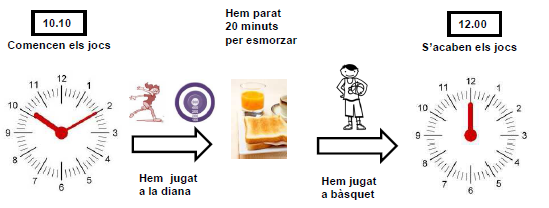 10.10
Comencen els jocs
12
1
2
3
4
5
6
7
8
9
10
11
Hem jugat
a la diana
Hem parat
20 minuts
per esmorzar
Hem jugat
a bàsquet
12.00
S'acaben els jocs
12
1
2
3
4
5
6
7
8
9
10
11